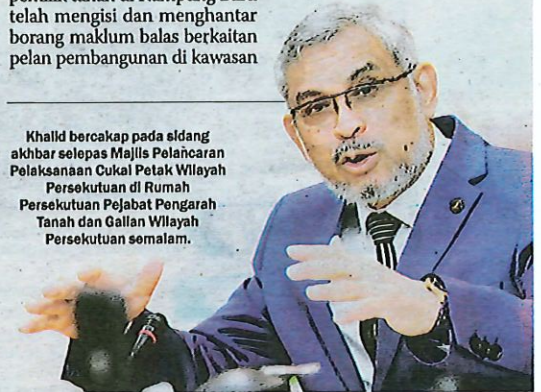 telah mengisi dan menghantar
borang maklum balas berkaitan
pelan pembangunan di kawasan
Khalid bercakap pada sidang
akhbar selepas Majlis Pelancaran
Pelaksanaan Cukai Petak Wilayah
Persekutuan di Rumah
Persekutuan Pejabat Pengarah
Tanah dan Galian Wilayah
Persekutuan semalam.